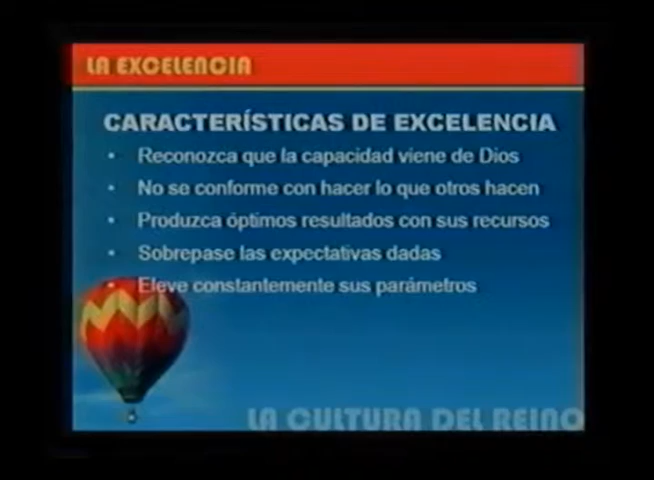 LA EXCELENCIA
CARACTERÍSTICAS DE EXCELENCIA
• Reconozca que la capacidad viene de Dios
• No se conforme con hacer lo que otros hacen
• Produzca óptimos resultados con sus recursos
• Sobrepase las expectativas dadas
• Eleve constantemente sus parámetros
LA CULTURA DEL REINO